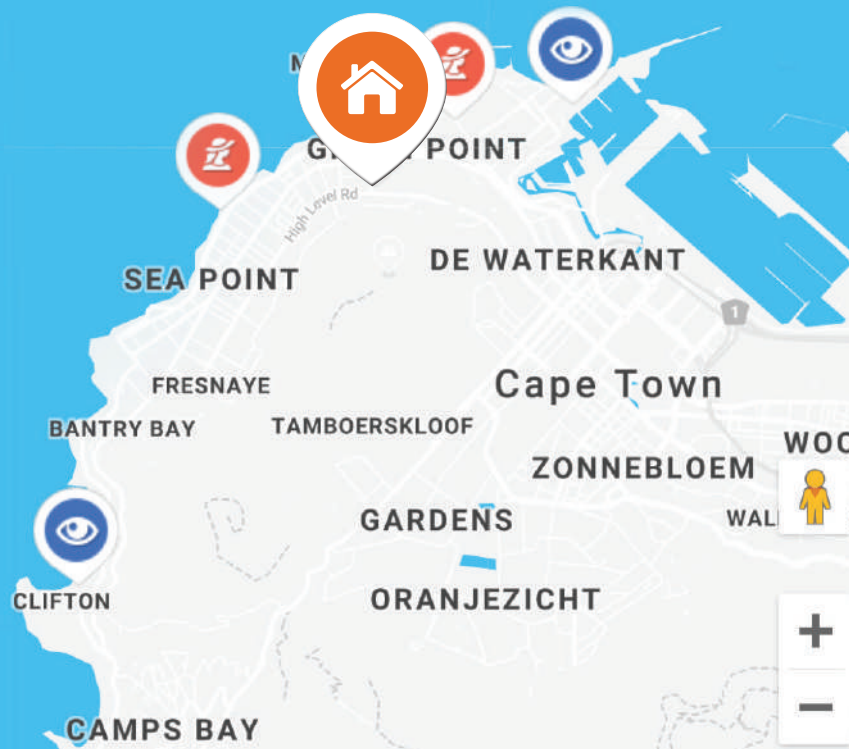 POINT
High Level Rd
DE WATERKANT
SEA POINT
1
FRESNAYE
Cape Town
BANTRY BAY
TAMBOERSKLOOF
ZONNEBLOEM
GARDENS
CLIFTON
ORANJEZICHT
CAMPS BAY